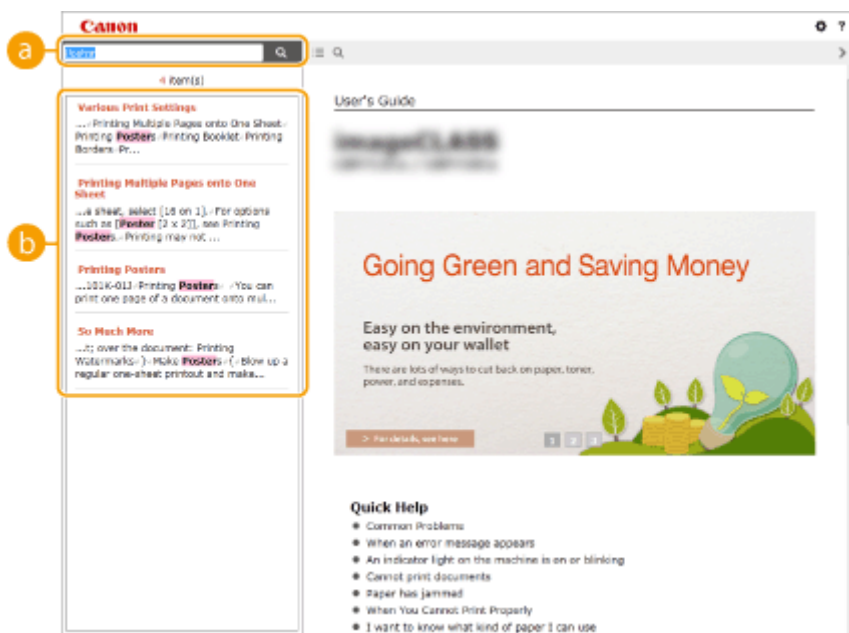 Canon
?
a
4 item(s)
Various Print Settings
...Printing Multiple Pages onto One Sheet
Printing Posters Printing Booklet Printing
Borders Pr...
Printing Multiple Pages onto One
Sheet
...a sheet, select [16 on 1]. For options
such as [Poster [2 x 2]], see Printing
Posters. Printing may not ...
b
Printing Posters
...101K-01J Printing Posters You can
print one page of a document onto mul...
So Much More
...t; over the document: Printing
Watermarks } Make Posters { Blow up a
regular one-sheet printout and make...
User's Guide
imageCLASS
Going Green and Saving Money
Easy on the environment,
easy on your wallet
There are lots of ways to cut back on paper, toner,
power, and expenses.
> For details, see here
1 2 3
Quick Help
Common Problems
When an error message appears
An indicator light on the machine is on or blinking
Cannot print documents
Paper has jammed
When You Cannot Print Properly
I want to know what kind of paper I can use